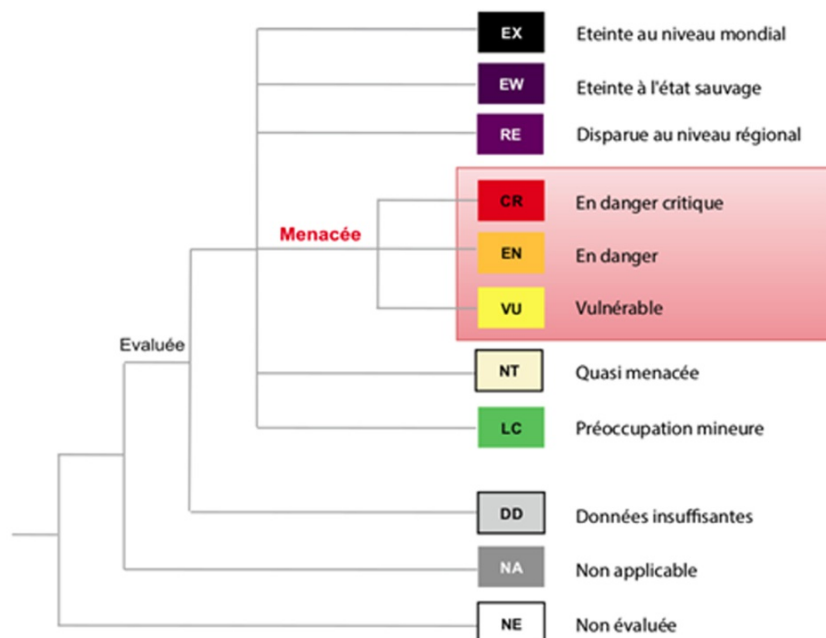 EX Eteinte au niveau mondial
EW Eteinte à l'état sauvage
RE Disparue au niveau régional
CR En danger critique
Menacée
EN En danger
VU Vulnérable
Evaluée
NT Quasi menacée
LC Préoccupation mineure
DD Données insuffisantes
NA Non applicable
NE Non évaluée